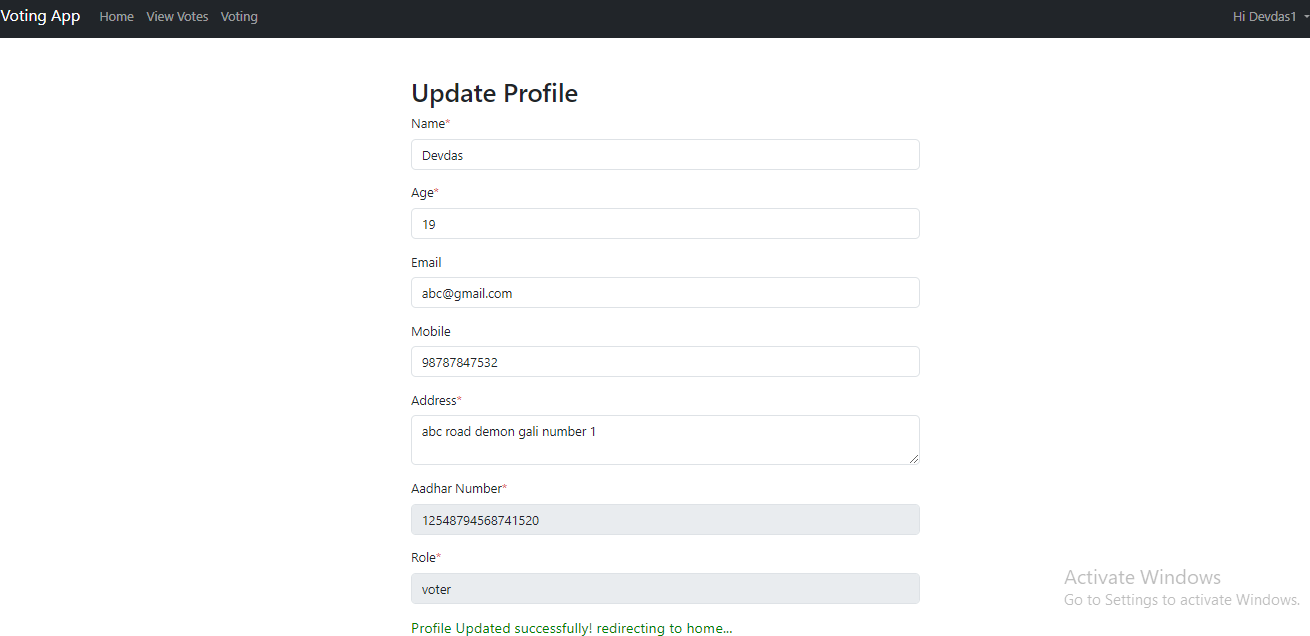 Voting App Home View Votes Voting Hi Devdas1
Update Profile
Name*
Devdas
Age*
19
Email
abc@gmail.com
Mobile
98787847532
Address*
abc road demon gali number 1
Aadhar Number*
12548794568741520
Role*
voter
Activate Windows
Go to Settings to activate Windows.
Profile Updated successfully! redirecting to home...